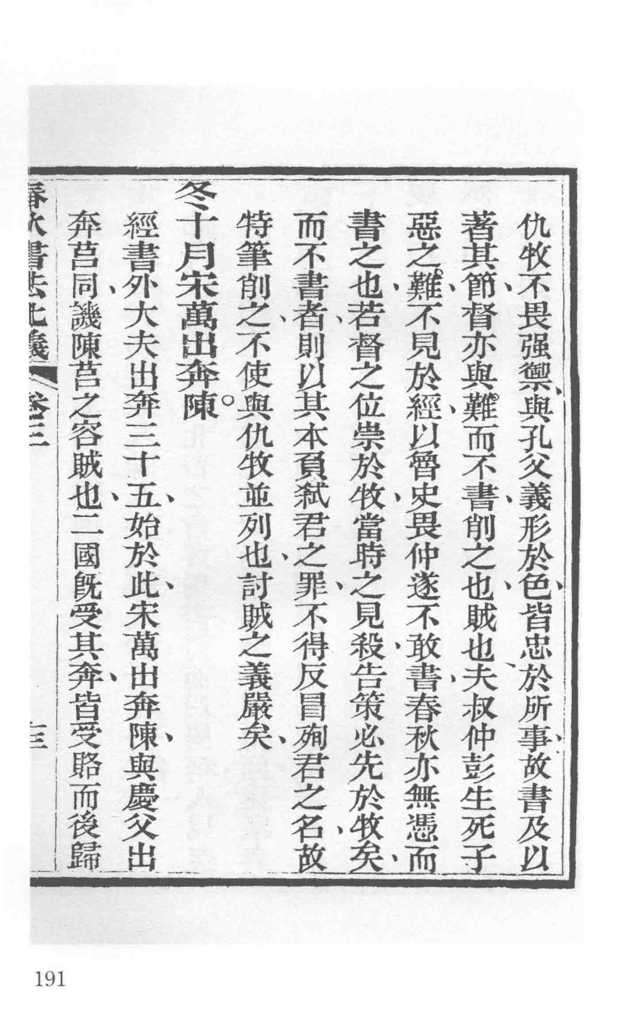 仇牧不畏强禦、與孔父義形於色、皆忠於所事、故書及以
著其節、督亦與難。而不書削之也、賊也、夫叔仲彭生死子
惡之難。不見於經、以魯史畏仲遂、不敢書、春秋亦無憑而
書之也、若督之位崇於牧、當時之見殺告策必先於牧矣、
而不書者、則以其本負弑君之罪、不得反冒殉君之名、故
特筆削之、不使與仇牧並列也、討賊之義嚴矣、
冬十月宋萬出奔陳。
經書外大夫出奔三十五、始於此、宋萬出奔陳、與慶父出
奔莒同、譏陳莒之容賊也、二國既受其奔、皆受賂而後歸
春秋書法比義 卷三 三
191